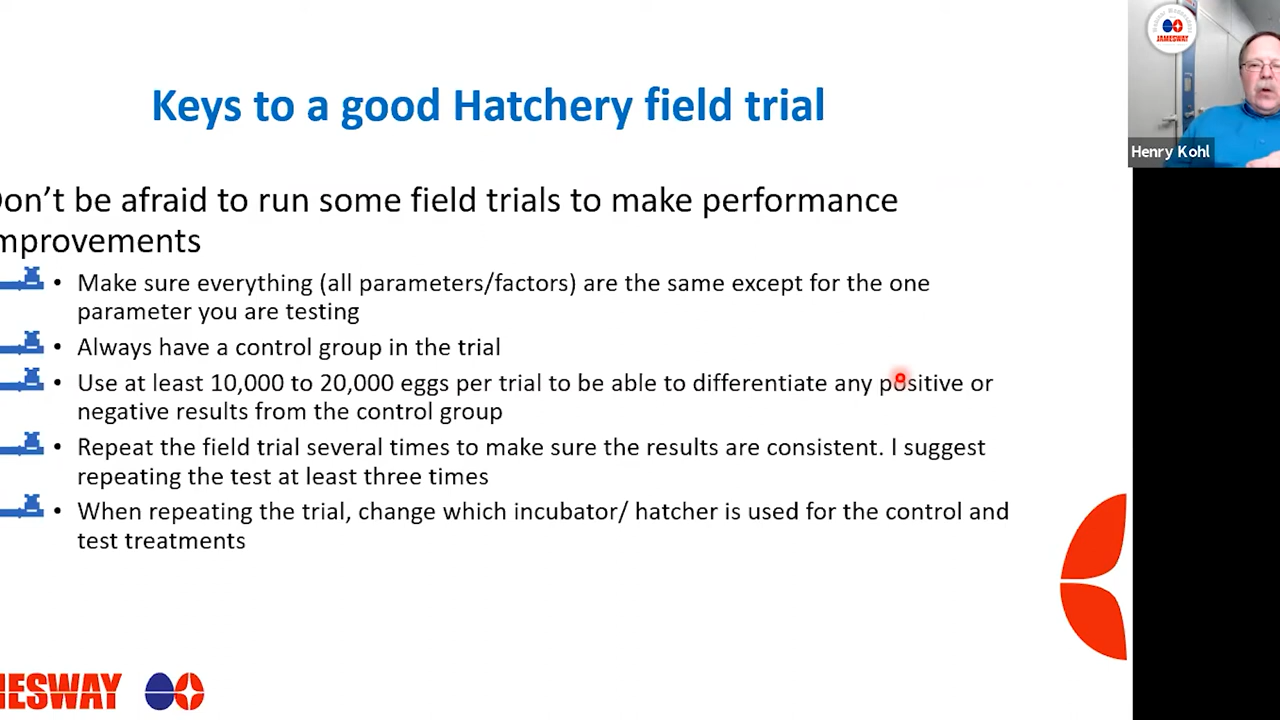 JAMESWAY
Henry Kohl
Keys to a good Hatchery field trial
on't be afraid to run some field trials to make performance
mprovements
• Make sure everything (all parameters/factors) are the same except for the one
parameter you are testing
• Always have a control group in the trial
• Use at least 10,000 to 20,000 eggs per trial to be able to differentiate any positive or
negative results from the control group
• Repeat the field trial several times to make sure the results are consistent. I suggest
repeating the test at least three times
• When repeating the trial, change which incubator/ hatcher is used for the control and
test treatments
MESWAY